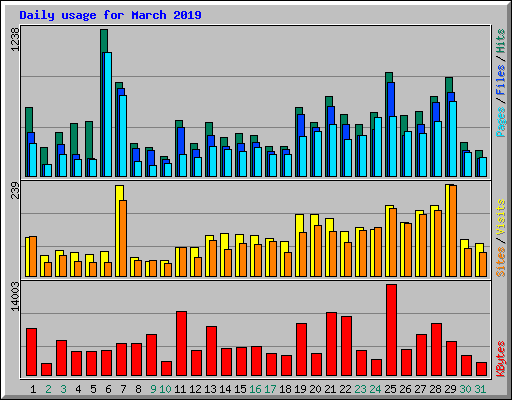 Daily usage for March 2019
1238
Pages / Files / Hits
239
Sites / Visits
14003
KBytes
1 2 3 4 5 6 7 8 9 10 11 12 13 14 15 16 17 18 19 20 21 22 23 24 25 26 27 28 29 30 31